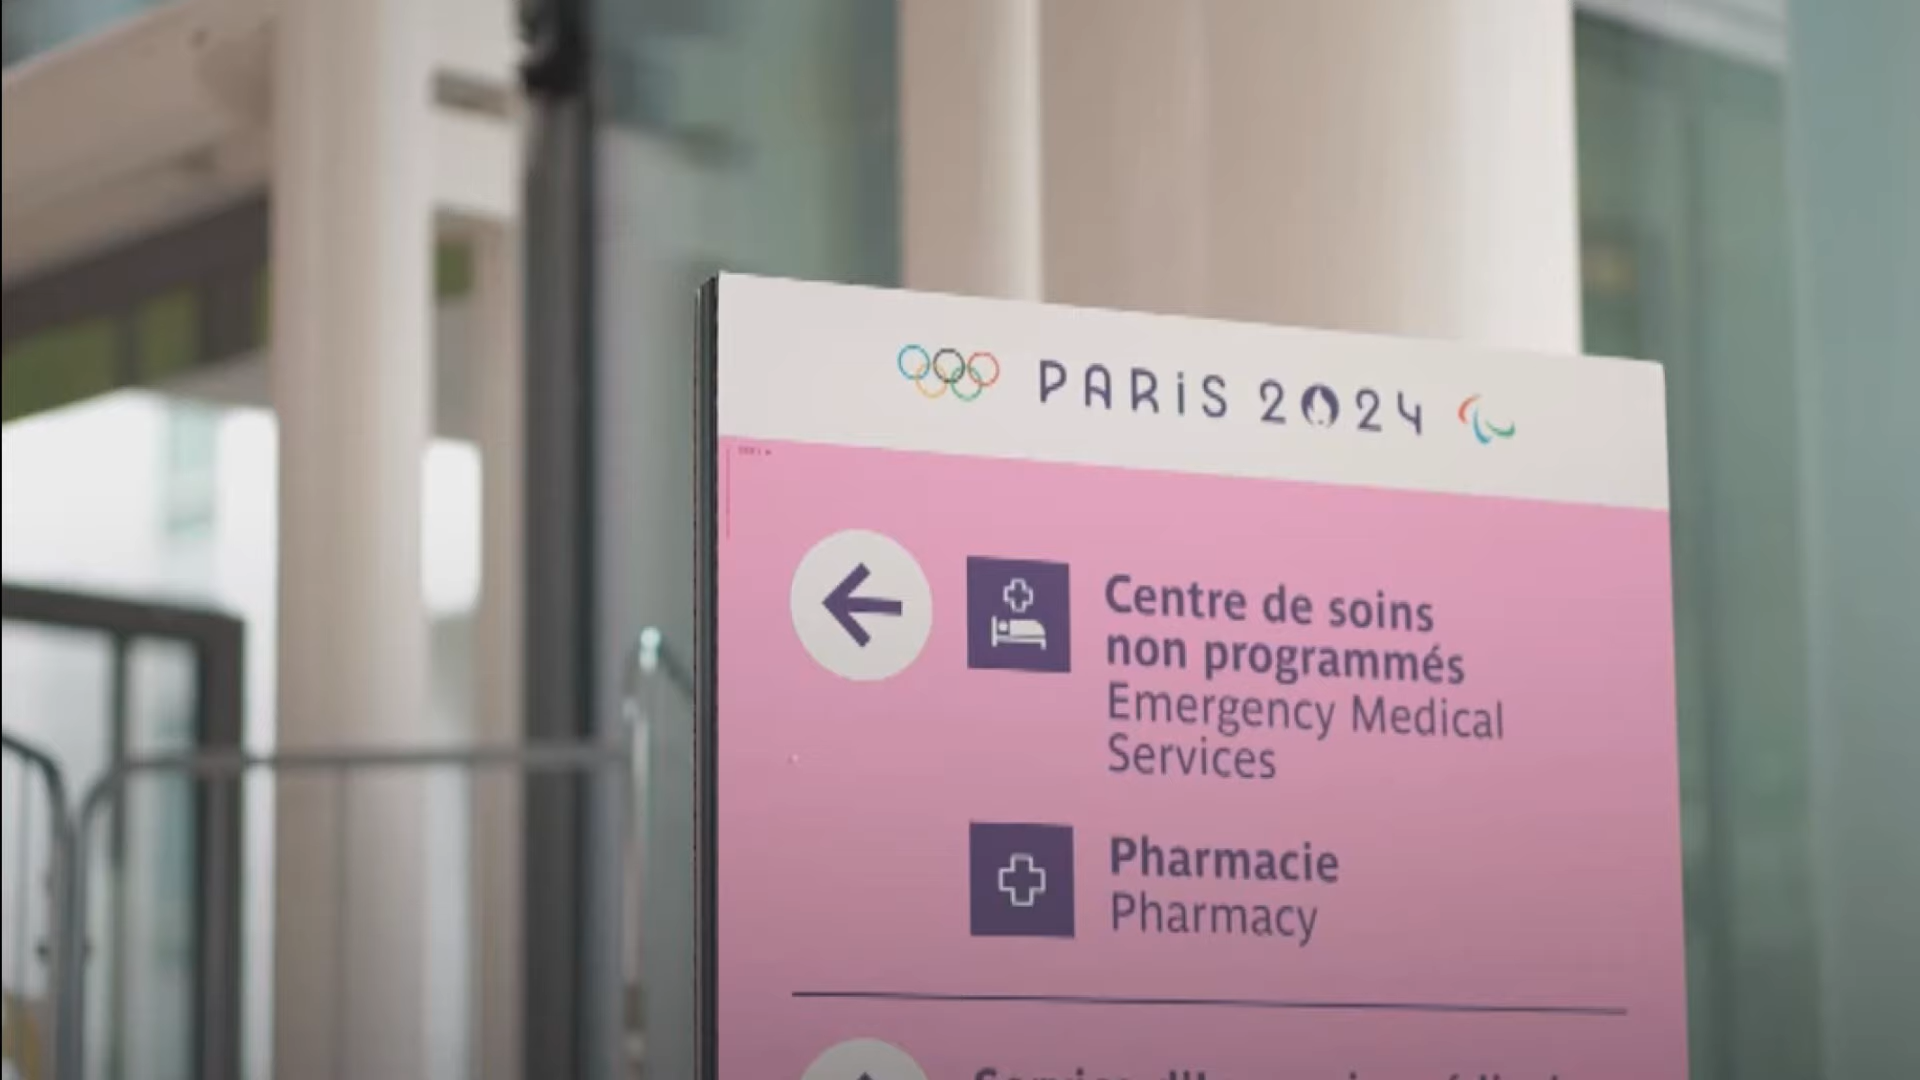 PARiS 2024
Centre de soins
non programmés
Emergency Medical
Services
Pharmacie
Pharmacy